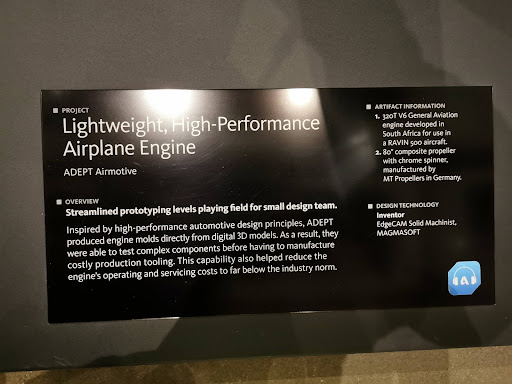 PROJECT
Lightweight, High-Performance
Airplane Engine
ADEPT Airmotive
OVERVIEW
Streamlined prototyping levels playing field for small design team.
Inspired by high-performance automotive design principles, ADEPT
produced engine molds directly from digital 3D models. As a result, they
were able to test complex components before having to manufacture
costly production tooling. This capability also helped reduce the
engine's operating and servicing costs to far below the industry norm.
ARTIFACT INFORMATION
1. 320T V6 General Aviation
engine developed in
South Africa for use in
a RAVIN 500 aircraft.
2. 80" composite propeller
with chrome spinner,
manufactured by
MT Propellers in Germany.
DESIGN TECHNOLOGY
Inventor
EdgeCAM Solid Machinist,
MAGMASOFT
A